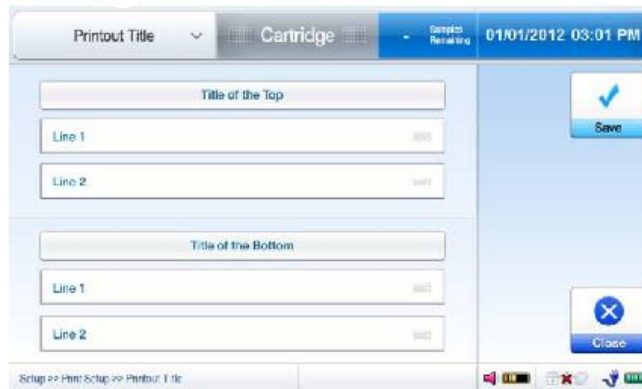 Printout Title
Cartridge
- Samples Remaining
01/01/2012 03:01 PM
Title of the Top
Save
Line 1
Line 2
Title of the Bottom
Line 1
Line 2
Close
Setup >> Print Setup >> Printout Title